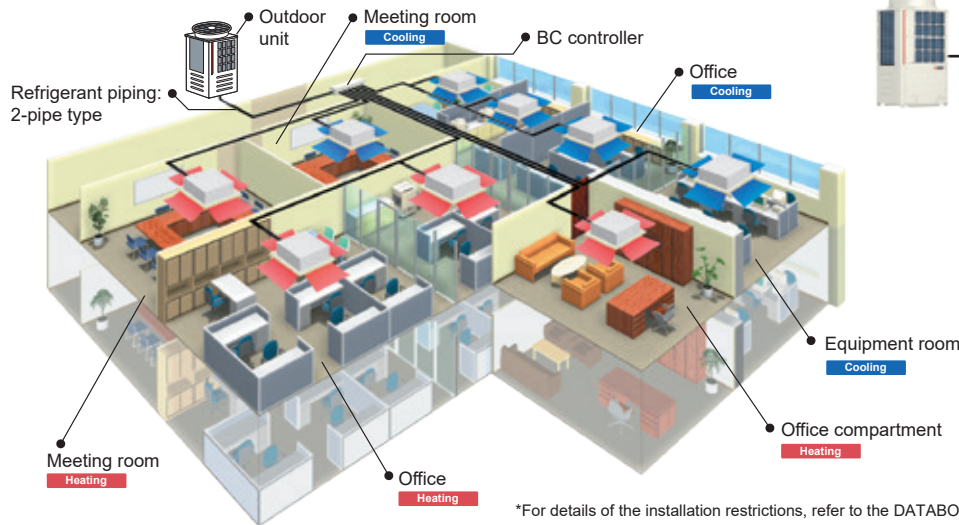 Outdoor
unit
Meeting room
Cooling
BC controller
Refrigerant piping:
2-pipe type
Office
Cooling
Equipment room
Cooling
Office compartment
Heating
Meeting room
Heating
Office
Heating
*For details of the installation restrictions, refer to the DATABO